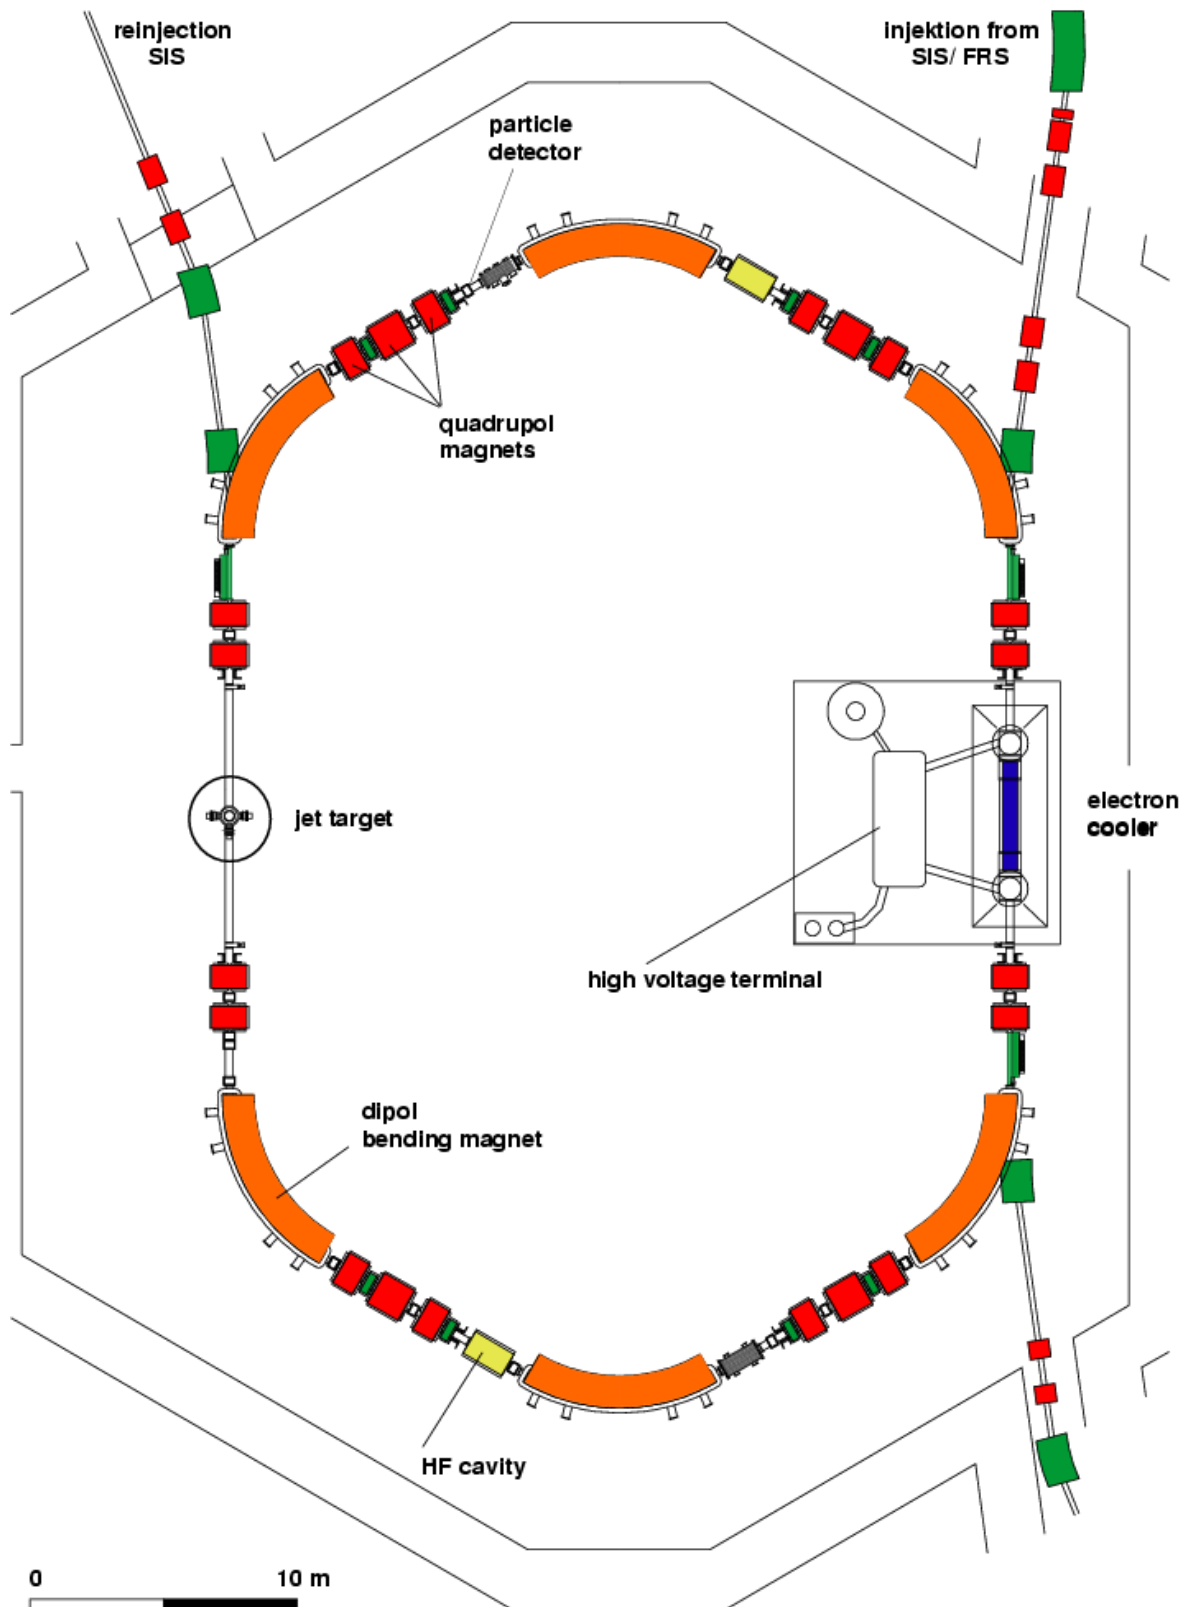 reinjection
SIS
injektion from
SIS/ FRS
particle
detector
quadrupol
magnets
jet target
electron
cooler
high voltage terminal
dipol
bending magnet
HF cavity
0
10 m